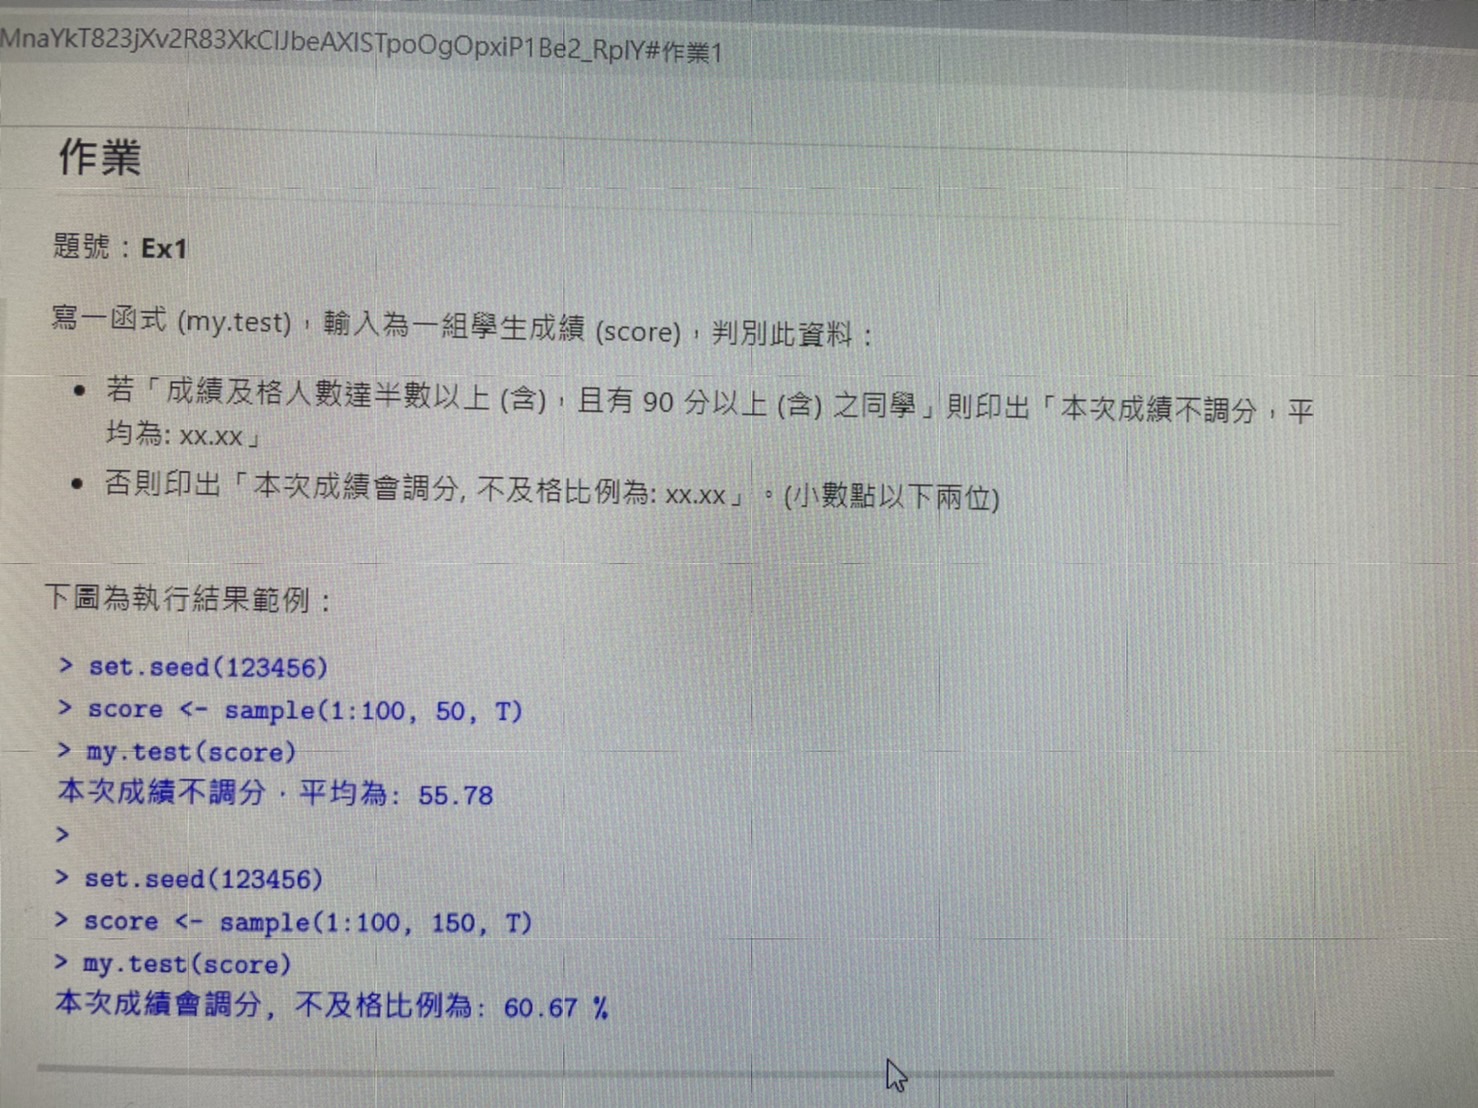 MnaYkT823jXv2R83XkCIJbeAXISTpoOgOpxiP1Be2_RplY#作業1
作業
題號：Ex1
寫一函式 (my.test)，輸入為一組學生成績 (score)，判別此資料：
• 若「成績及格人數達半數以上 (含)，且有 90 分以上 (含) 之同學」則印出「本次成績不調分，平
均為: xx.xx」
• 否則印出「本次成績會調分, 不及格比例為: xx.xx」。(小數點以下兩位)
下圖為執行結果範例：
> set.seed(123456)
> score <- sample(1:100, 50, T)
> my.test(score)
本次成績不調分，平均為: 55.78
>
> set.seed(123456)
> score <- sample(1:100, 150, T)
> my.test(score)
本次成績會調分, 不及格比例為: 60.67 %